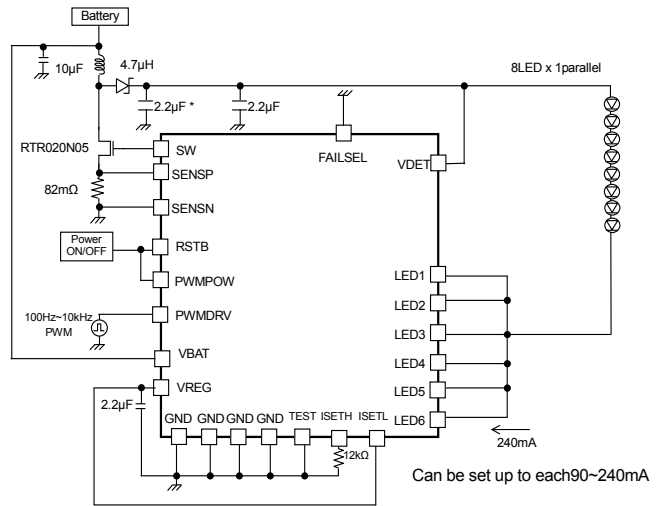 Battery
10μF
4.7μH
2.2μF *
2.2μF
8LED x 1parallel
RTR020N05
82mΩ
SW
SENSP
SENSN
FAILSEL
VDET
Power
ON/OFF
RSTB
PWMPOW
100Hz~10kHz
PWM
PWMDRV
VBAT
VREG
2.2μF
LED1
LED2
LED3
LED4
LED5
LED6
GND GND GND GND TEST ISETH ISETL
12kΩ
240mA
Can be set up to each90~240mA